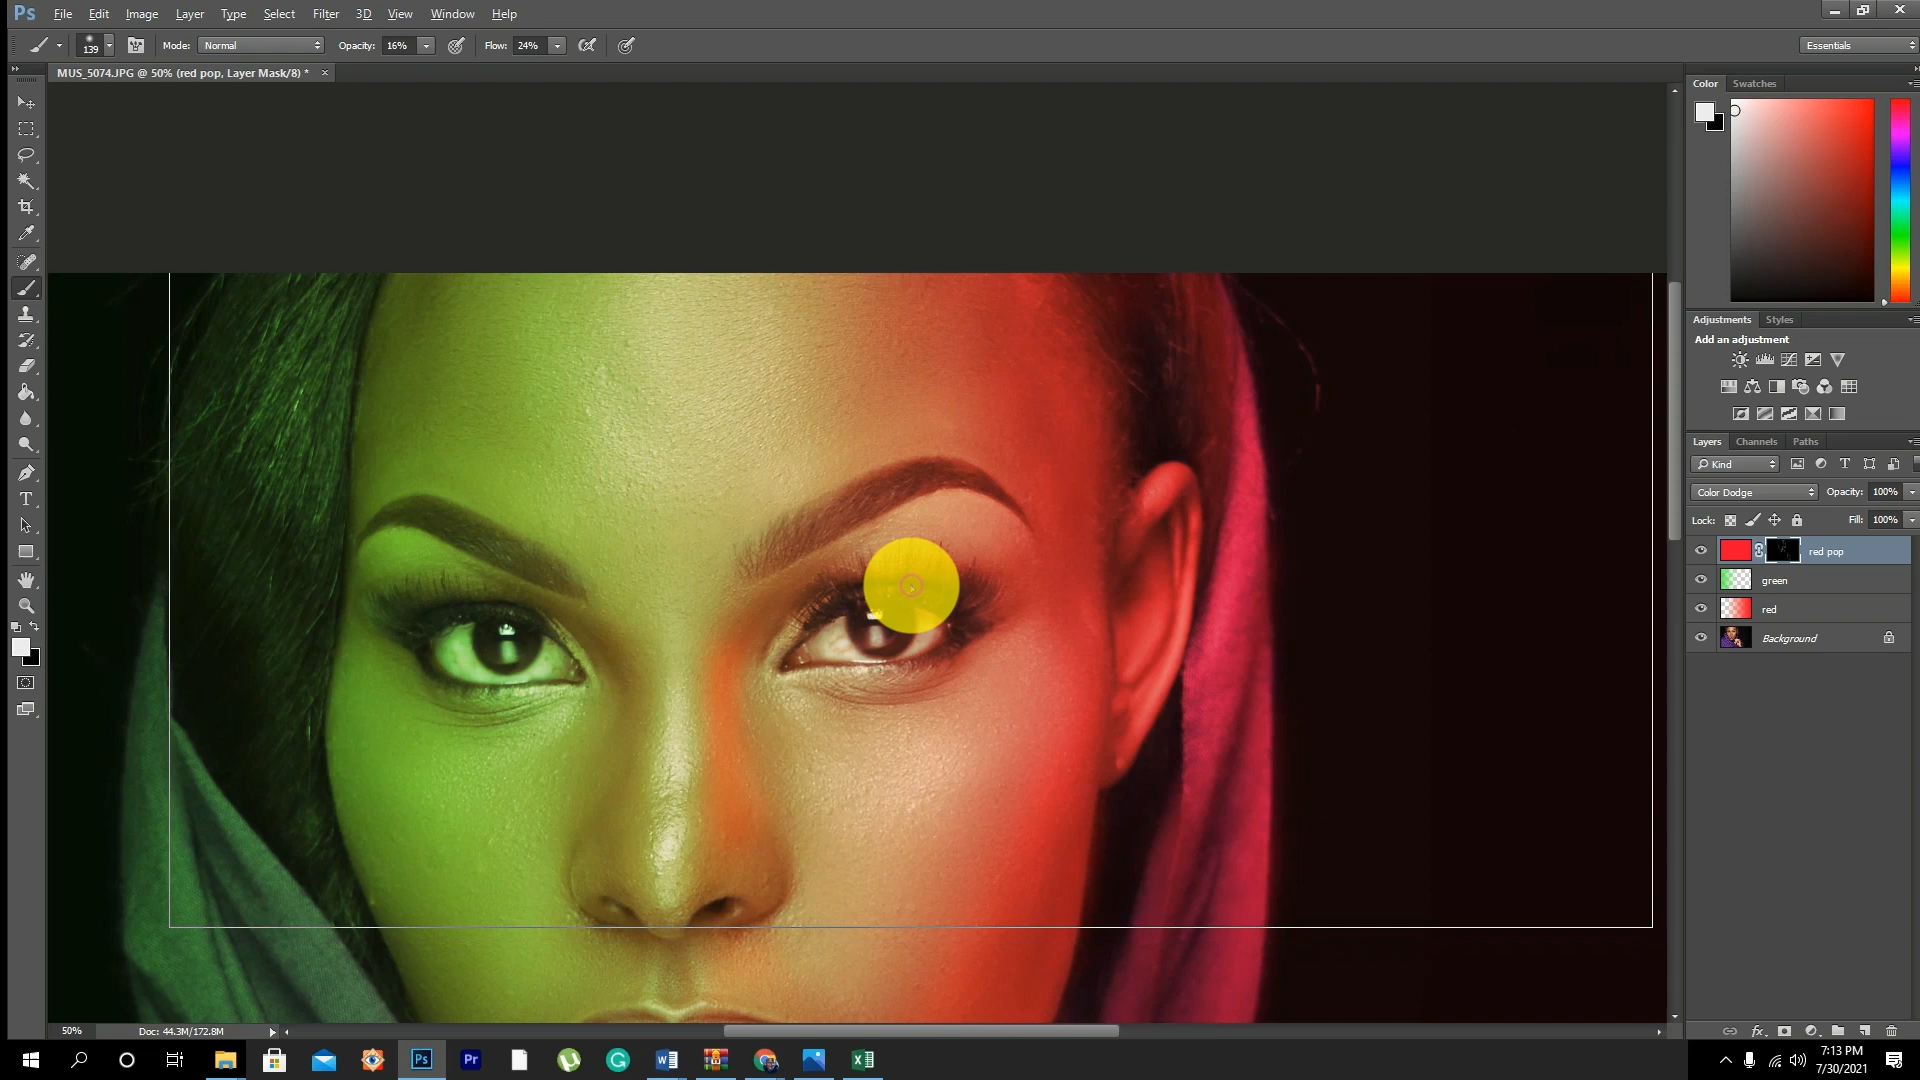 Ps File Edit Image Layer Type Select Filter 3D View Window Help
139 Mode: Normal Opacity: 16% Flow: 24% Essentials
MUS_5074.JPG @ 50% (red pop, Layer Mask/8) * ×
Color Swatches
Adjustments Styles
Add an adjustment
Layers Channels Paths
Kind
Color Dodge Opacity: 100%
Lock: Fill: 100%
red pop
green
red
Background
50% Doc: 44.3M/172.8M
7:13 PM
7/30/2021
Ps Pr